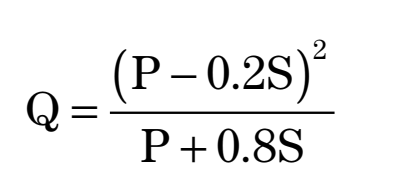 Q = (P – 0.2S)² / P + 0.8S